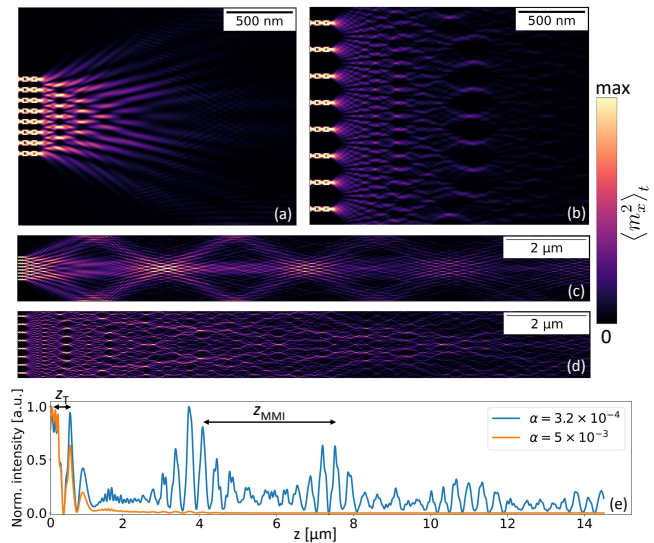 500 nm
500 nm
(a)
(b)
max
⟨m_x^2⟩_t
0
2 μm
(c)
2 μm
(d)
Norm. intensity [a.u.]
1.0
0.5
0.0
z_T
z_MMI
α = 3.2 × 10^{-4}
α = 5 × 10^{-3}
(e)
0 2 4 6 8 10 12 14
z [μm]